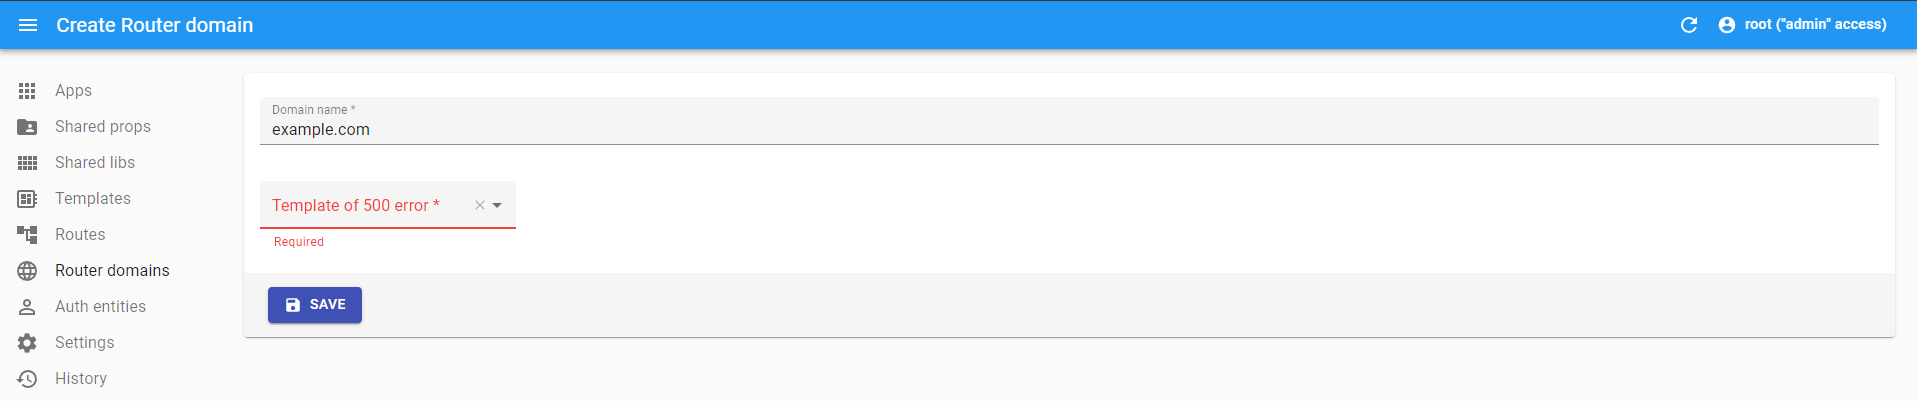 Create Router domain
root ("admin" access)
Apps
Shared props
Shared libs
Templates
Routes
Router domains
Auth entities
Settings
History
Domain name *
example.com
Template of 500 error *
Required
SAVE